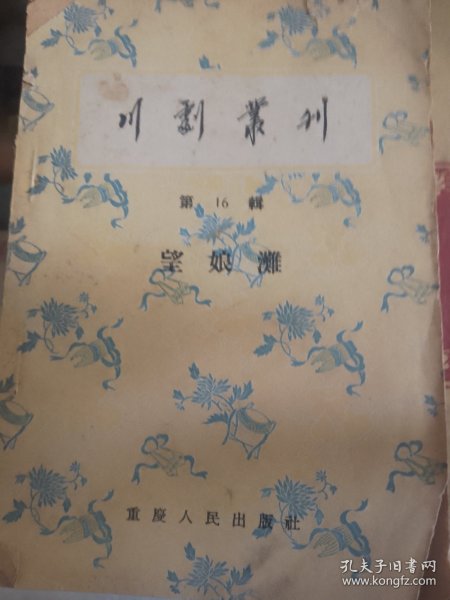 川劇叢刊
第 16 輯
望娘灘
重慶人民出版社
孔夫子旧书网
www.kongfz.com